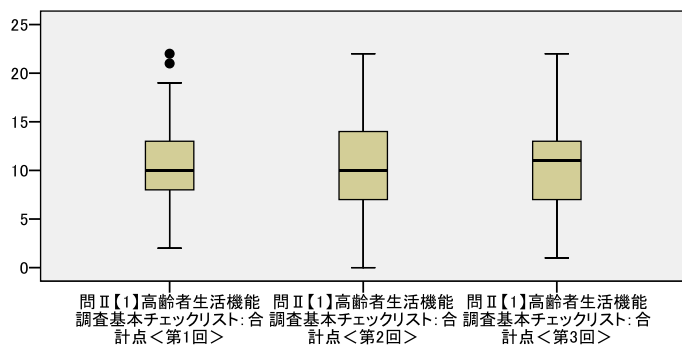 25
20
15
10
5
0
問Ⅱ【1】高齢者生活機能
調査基本チェックリスト:合
計点<第1回>
問Ⅱ【1】高齢者生活機能
調査基本チェックリスト:合
計点<第2回>
問Ⅱ【1】高齢者生活機能
調査基本チェックリスト:合
計点<第3回>